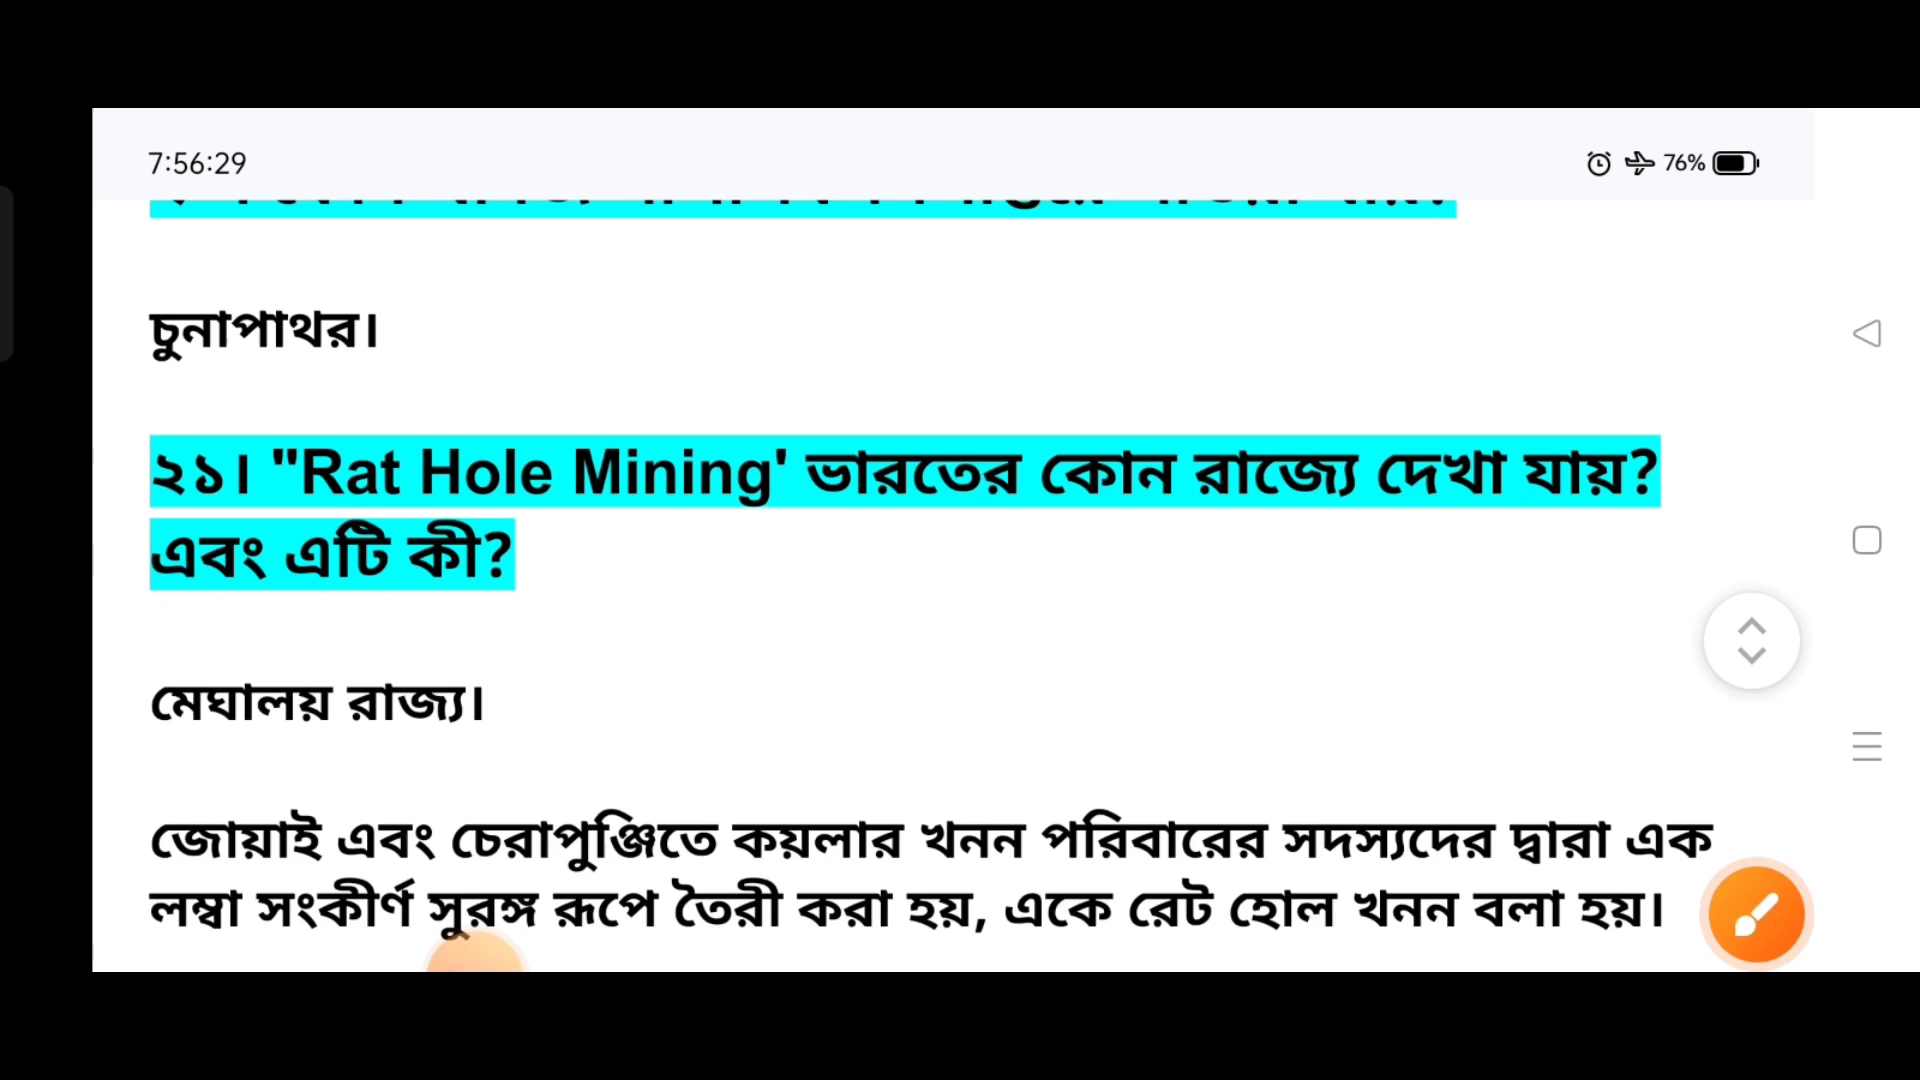 7:56:29
76%
চুনাপাথর।
২১। "Rat Hole Mining' ভারতের কোন রাজ্যে দেখা যায়?
এবং এটি কী?
মেঘালয় রাজ্য।
জোয়াই এবং চেরাপুঞ্জিতে কয়লার খনন পরিবারের সদস্যদের দ্বারা এক
লম্বা সংকীর্ণ সুরঙ্গ রূপে তৈরী করা হয়, একে রেট হোল খনন বলা হয়।